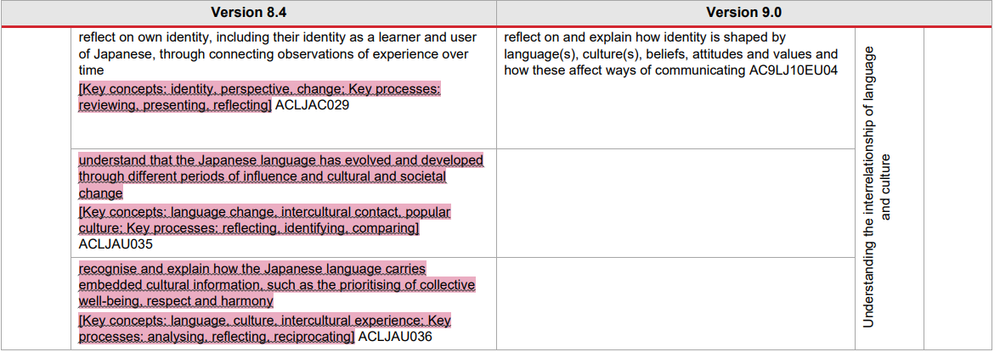 Version 8.4
Version 9.0
reflect on own identity, including their identity as a learner and user
of Japanese, through connecting observations of experience over
time
[Key concepts: identity, perspective, change; Key processes:
reviewing, presenting, reflecting] ACLJAC029
reflect on and explain how identity is shaped by
language(s), culture(s), beliefs, attitudes and values and
how these affect ways of communicating AC9LJ10EU04
understand that the Japanese language has evolved and developed
through different periods of influence and cultural and societal
change
[Key concepts: language change, intercultural contact, popular
culture; Key processes: reflecting, identifying, comparing]
ACLJAU035
recognise and explain how the Japanese language carries
embedded cultural information, such as the prioritising of collective
well-being, respect and harmony
[Key concepts: language, culture, intercultural experience; Key
processes: analysing, reflecting, reciprocating] ACLJAU036
Understanding the interrelationship of language
and culture